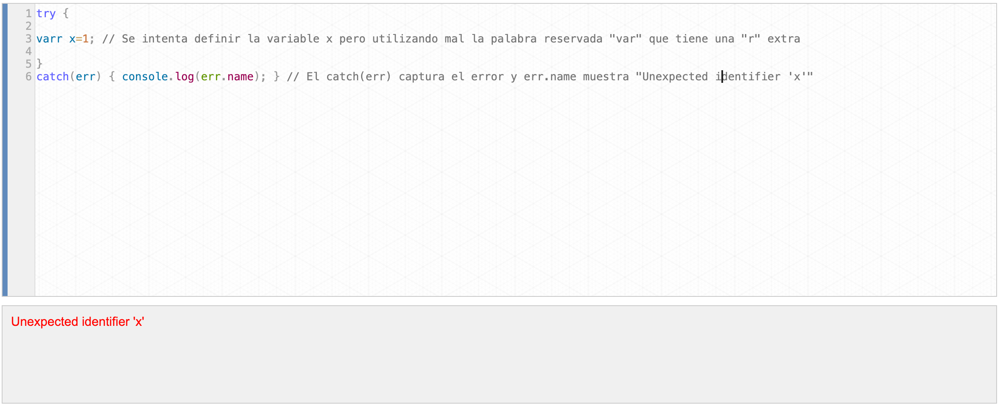 1 try {
2
3 varr x=1; // Se intenta definir la variable x pero utilizando mal la palabra reservada "var" que tiene una "r" extra
4
5 }
6 catch(err) { console.log(err.name); } // El catch(err) captura el error y err.name muestra "Unexpected identifier 'x'"
Unexpected identifier 'x'